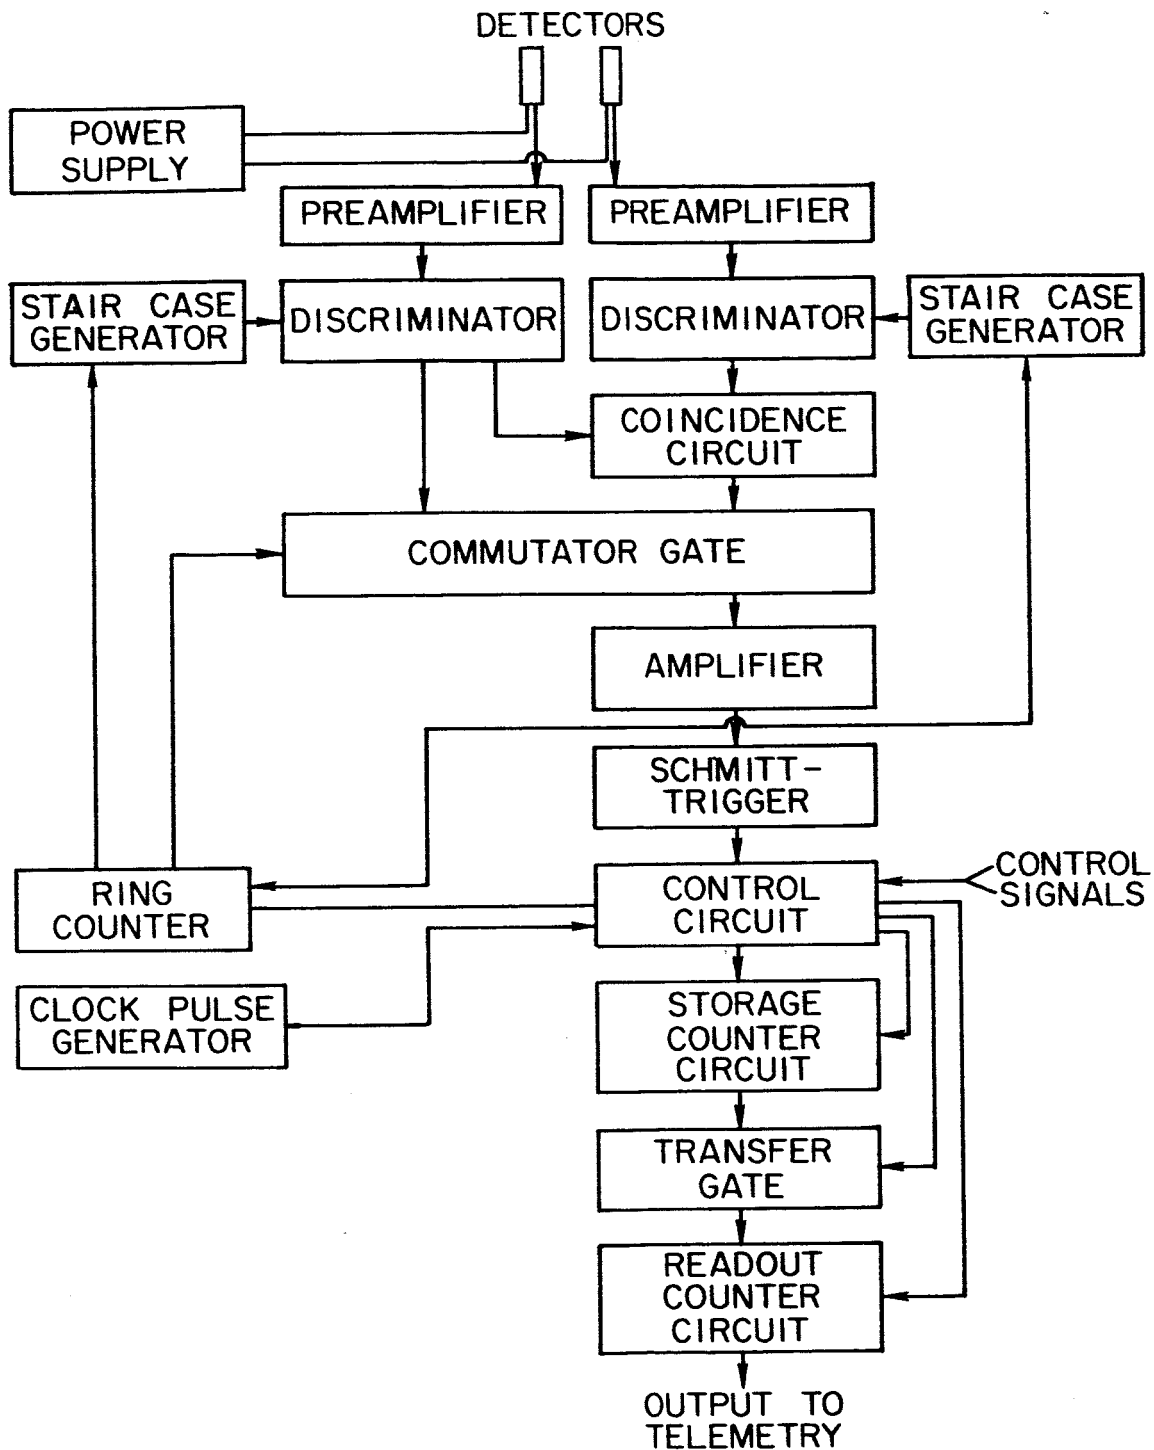 DETECTORS
POWER
SUPPLY
PREAMPLIFIER
PREAMPLIFIER
STAIR CASE
GENERATOR
DISCRIMINATOR
DISCRIMINATOR
STAIR CASE
GENERATOR
COINCIDENCE
CIRCUIT
COMMUTATOR GATE
AMPLIFIER
SCHMITT-
TRIGGER
RING
COUNTER
CONTROL
CIRCUIT
CONTROL
SIGNALS
CLOCK PULSE
GENERATOR
STORAGE
COUNTER
CIRCUIT
TRANSFER
GATE
READOUT
COUNTER
CIRCUIT
OUTPUT TO
TELEMETRY